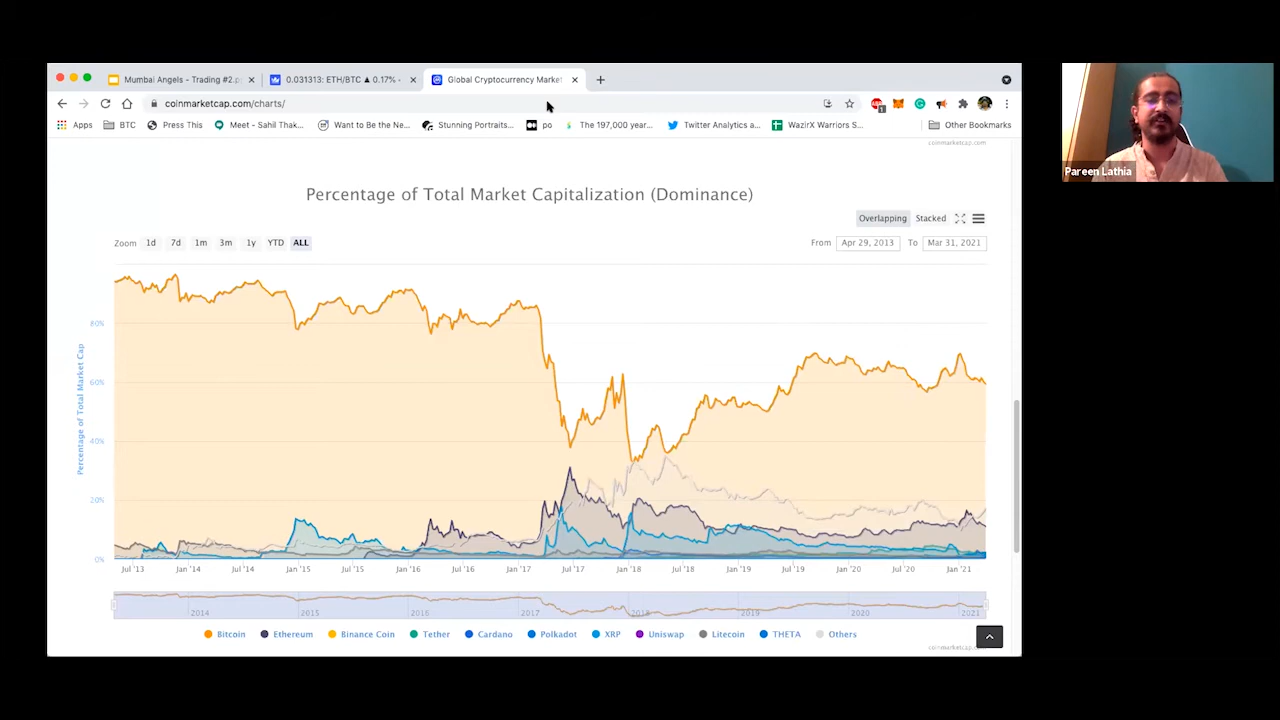 Mumbai Angels - Trading #2.p
0.031313: ETH/BTC ▲ 0.17% -
Global Cryptocurrency Market
coinmarketcap.com/charts/
Apps
BTC
Press This
Meet - Sahil Thak...
Want to Be the Ne...
Stunning Portraits...
po
The 197,000 year...
Twitter Analytics a...
WazirX Warriors S...
Other Bookmarks
coinmarketcap.com
Percentage of Total Market Capitalization (Dominance)
Overlapping Stacked
Zoom 1d 7d 1m 3m 1y YTD ALL
From Apr 29, 2013 To Mar 31, 2021
Percentage of Total Market Cap
80%
60%
40%
20%
0%
Jul '13 Jan '14 Jul '14 Jan '15 Jul '15 Jan '16 Jul '16 Jan '17 Jul '17 Jan '18 Jul '18 Jan '19 Jul '19 Jan '20 Jul '20 Jan '21
2014 2015 2016 2017 2018 2019 2020 2021
Bitcoin Ethereum Binance Coin Tether Cardano Polkadot XRP Uniswap Litecoin THETA Others
Pareen Lathia